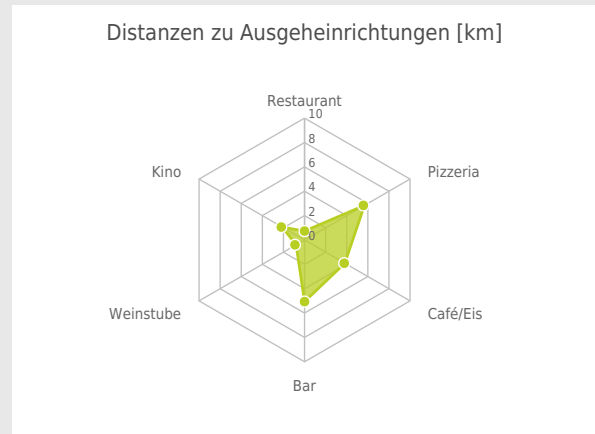 Distanzen zu Ausgeheinrichtungen [km]
Restaurant
10
8
6
4
2
0
Kino
Pizzeria
Weinstube
Café/Eis
Bar